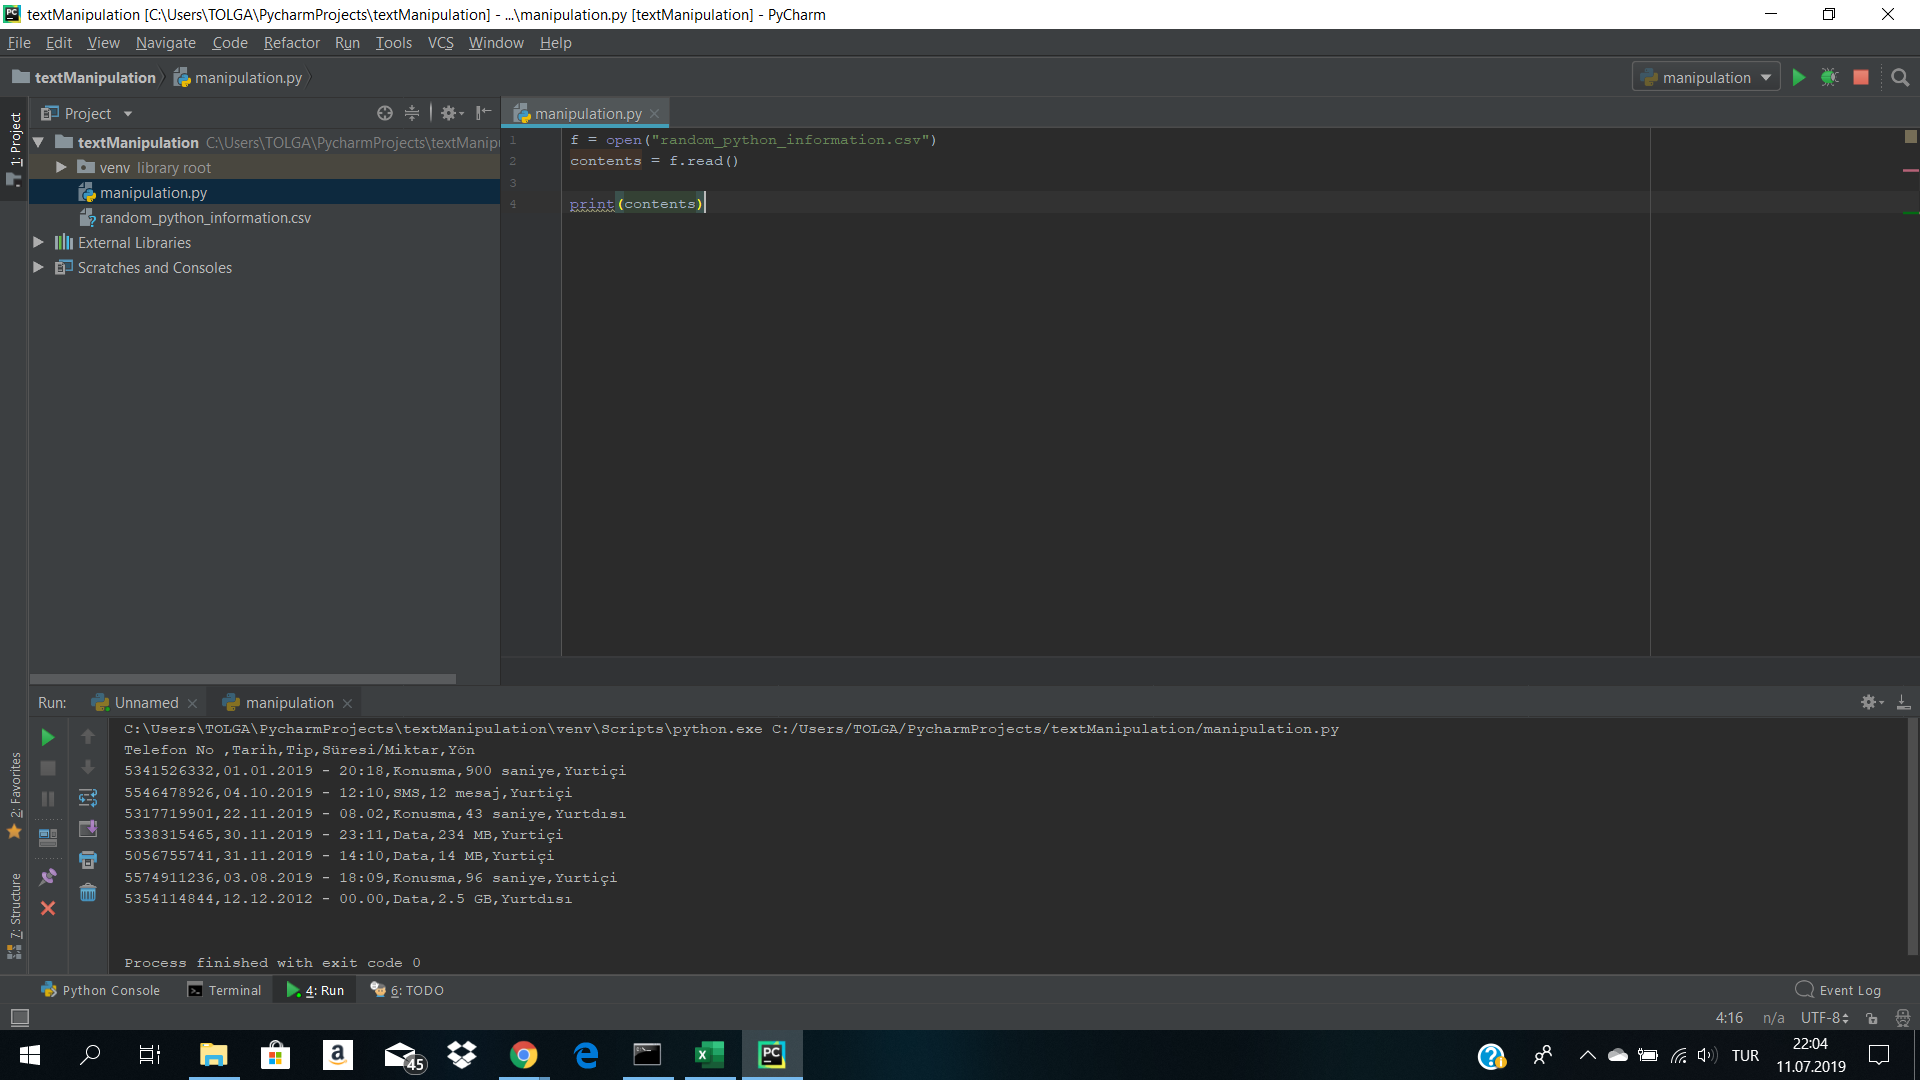 textManipulation [C:\Users\TOLGA\PycharmProjects\textManipulation] - ...\manipulation.py [textManipulation] - PyCharm
File Edit View Navigate Code Refactor Run Tools VCS Window Help
textManipulation manipulation.py
manipulation
1: Project
Project
textManipulation C:\Users\TOLGA\PycharmProjects\textManip
venv library root
manipulation.py
random_python_information.csv
External Libraries
Scratches and Consoles
manipulation.py
1 f = open("random_python_information.csv")
2 contents = f.read()
3
4 print(contents)
Run: Unnamed manipulation
C:\Users\TOLGA\PycharmProjects\textManipulation\venv\Scripts\python.exe C:/Users/TOLGA/PycharmProjects/textManipulation/manipulation.py
Telefon No ,Tarih,Tip,Süresi/Miktar,Yön
5341526332,01.01.2019 - 20:18,Konusma,900 saniye,Yurtiçi
5546478926,04.10.2019 - 12:10,SMS,12 mesaj,Yurtiçi
5317719901,22.11.2019 - 08.02,Konusma,43 saniye,Yurtdısı
5338315465,30.11.2019 - 23:11,Data,234 MB,Yurtiçi
5056755741,31.11.2019 - 14:10,Data,14 MB,Yurtiçi
5574911236,03.08.2019 - 18:09,Konusma,96 saniye,Yurtiçi
5354114844,12.12.2012 - 00.00,Data,2.5 GB,Yurtdısı
Process finished with exit code 0
2: Favorites
7: Structure
Python Console Terminal 4: Run 6: TODO Event Log
4:16 n/a UTF-8
45
TUR
22:04
11.07.2019